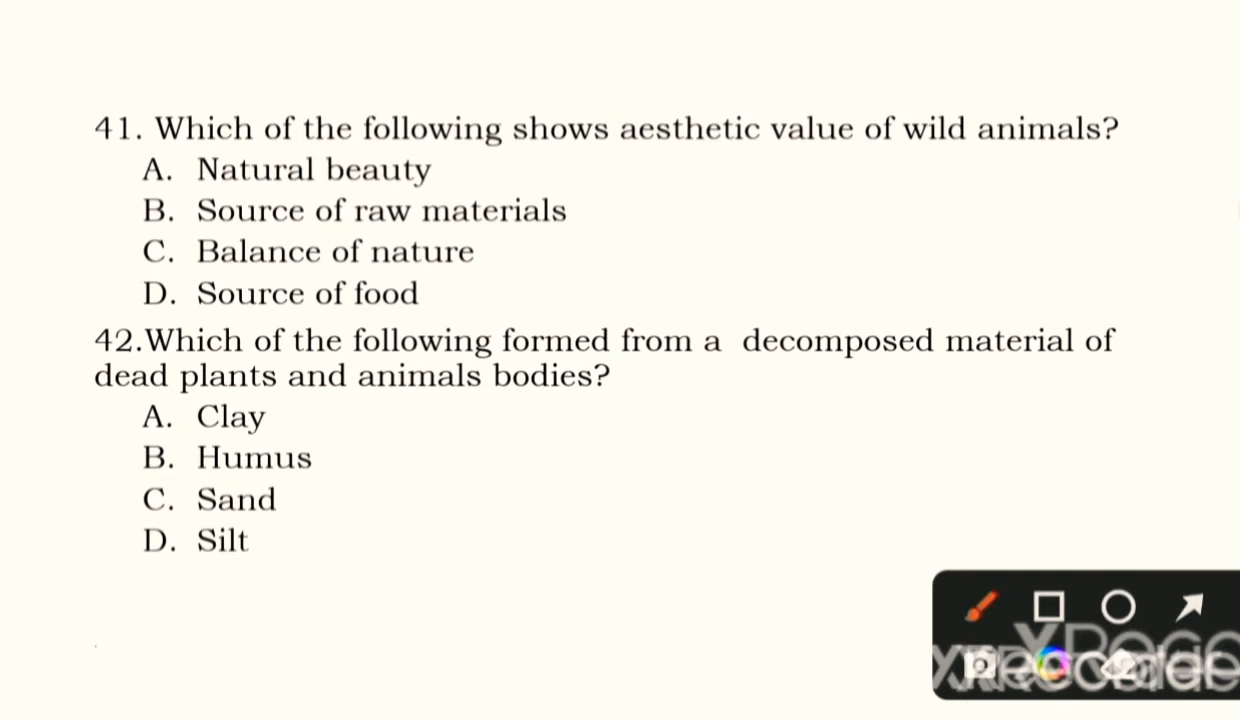 41. Which of the following shows aesthetic value of wild animals?
A. Natural beauty
B. Source of raw materials
C. Balance of nature
D. Source of food
42.Which of the following formed from a decomposed material of
dead plants and animals bodies?
A. Clay
B. Humus
C. Sand
D. Silt